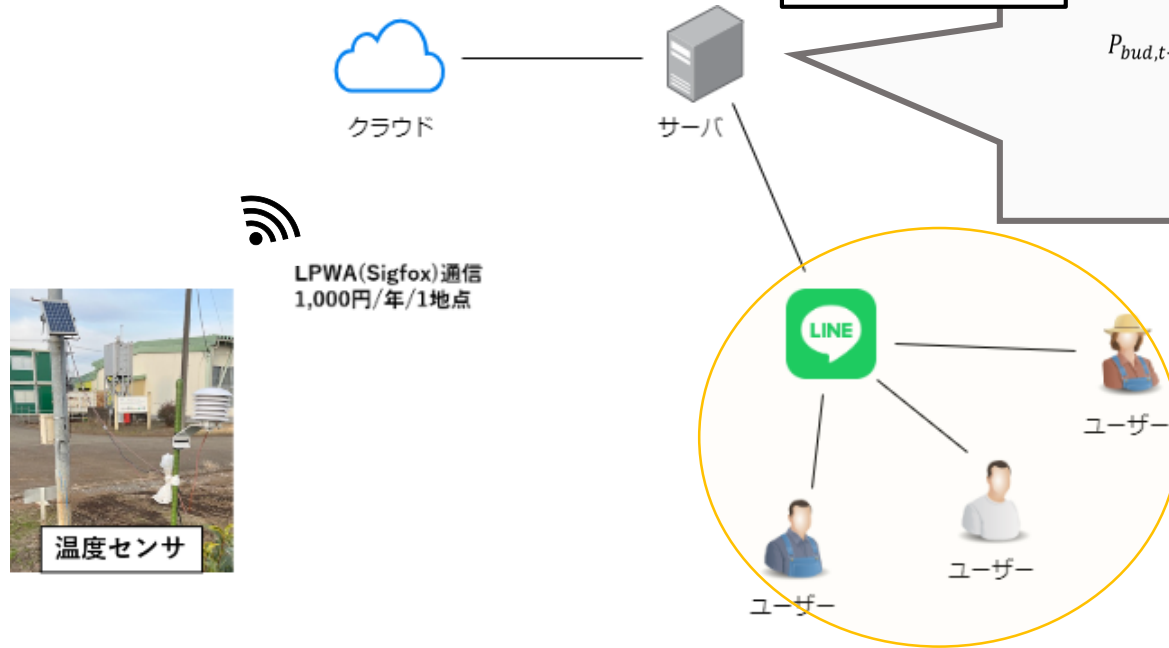 P_{bud,t}
クラウド
サーバ
LPWA(Sigfox)通信
1,000円/年/1地点
LINE
ユーザー
温度センサ
ユーザー
ユーザー